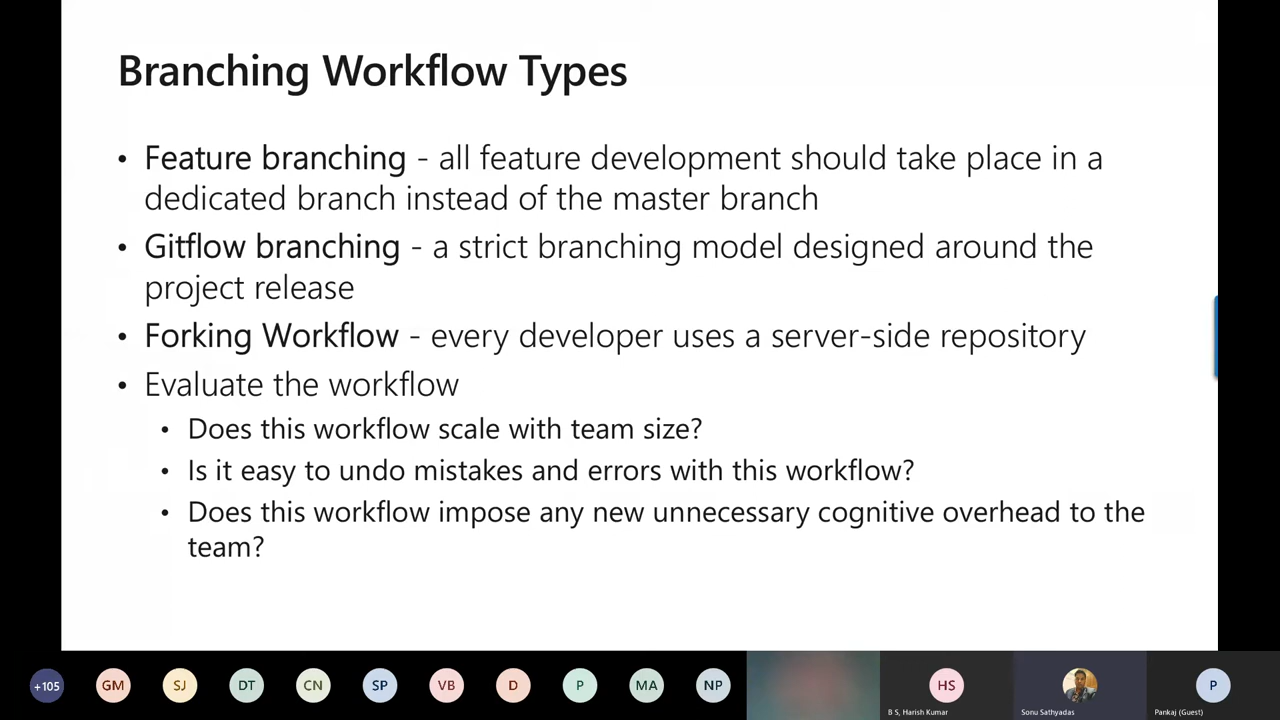 Branching Workflow Types
• Feature branching - all feature development should take place in a
dedicated branch instead of the master branch
• Gitflow branching - a strict branching model designed around the
project release
• Forking Workflow - every developer uses a server-side repository
• Evaluate the workflow
• Does this workflow scale with team size?
• Is it easy to undo mistakes and errors with this workflow?
• Does this workflow impose any new unnecessary cognitive overhead to the
team?
+105 GM SJ DT CN SP VB D P MA NP HS P
B S, Harish Kumar Sonu Sathyadas Pankaj (Guest)